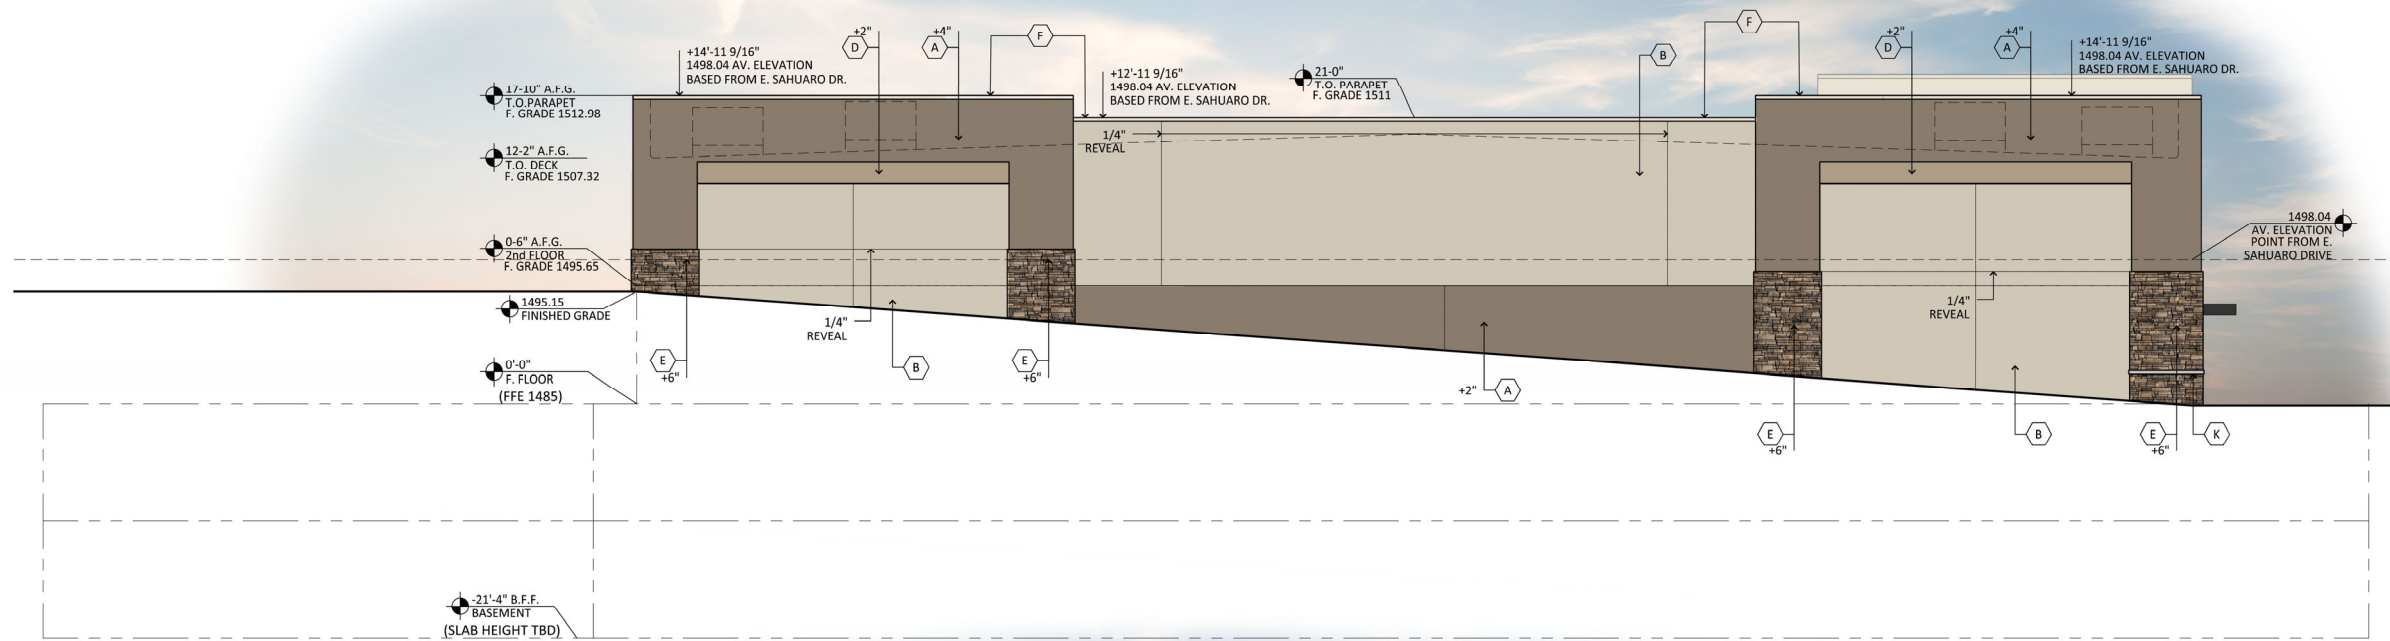 +2"
D
+4"
A
F
+14'-11 9/16"
1498.04 AV. ELEVATION
BASED FROM E. SAHUARO DR.
17-10" A.F.G.
T.O.PARAPET
F. GRADE 1512.98
+12'-11 9/16"
1498.04 AV. ELEVATION
BASED FROM E. SAHUARO DR.
21-0"
T.O. PARAPET
F. GRADE 1511
B
F
+2"
D
+4"
A
+14'-11 9/16"
1498.04 AV. ELEVATION
BASED FROM E. SAHUARO DR.
1/4"
REVEAL
12-2" A.F.G.
T.O. DECK
F. GRADE 1507.32
0-6" A.F.G.
2nd FLOOR
F. GRADE 1495.65
1498.04
AV. ELEVATION
POINT FROM E.
SAHUARO DRIVE
1495.15
FINISHED GRADE
1/4"
REVEAL
1/4"
REVEAL
0'-0"
F. FLOOR
(FFE 1485)
E
+6"
B
E
+6"
+2"
A
E
+6"
B
E
+6"
K
-21'-4" B.F.F.
BASEMENT
(SLAB HEIGHT TBD)